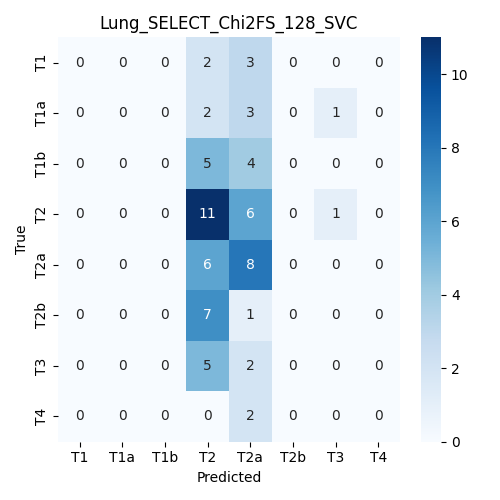 Lung_SELECT_Chi2FS_128_SVC
T1 0 0 0 2 3 0 0 0
T1a 0 0 0 2 3 0 1 0
T1b 0 0 0 5 4 0 0 0
T2 0 0 0 11 6 0 1 0
T2a 0 0 0 6 8 0 0 0
T2b 0 0 0 7 1 0 0 0
T3 0 0 0 5 2 0 0 0
T4 0 0 0 0 2 0 0 0
T1 T1a T1b T2 T2a T2b T3 T4
Predicted
True
10
8
6
4
2
0